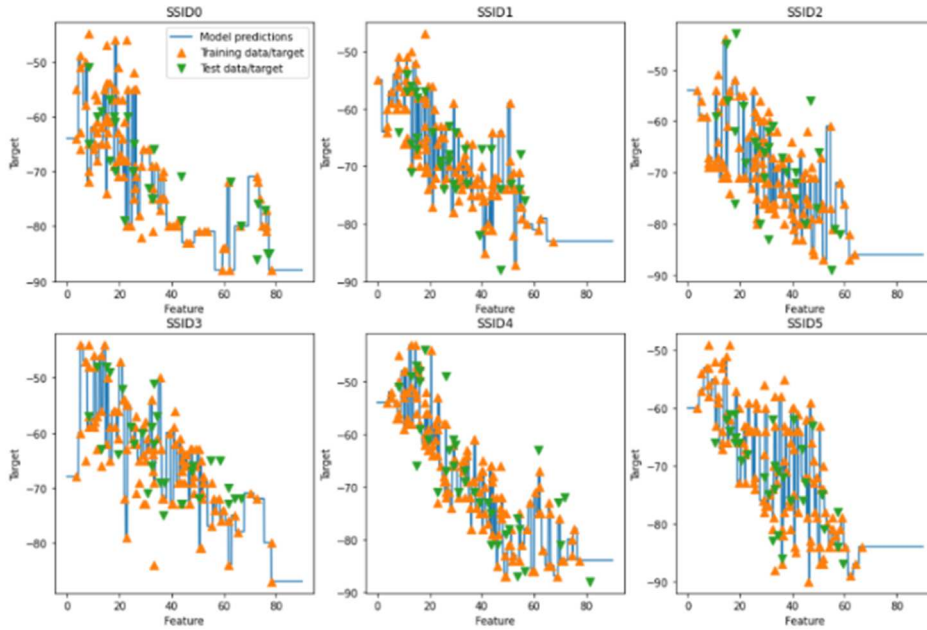 SSID0
SSID1
SSID2
Model predictions
Training data/target
Test data/target
Target
−50
−60
−70
−80
−90
0 20 40 60 80
Feature
Target
−50
−60
−70
−80
−90
0 20 40 60 80
Feature
Target
−50
−60
−70
−80
−90
0 20 40 60 80
Feature
SSID3
SSID4
SSID5
Target
−50
−60
−70
−80
0 20 40 60 80
Feature
Target
−50
−60
−70
−80
−90
0 20 40 60 80
Feature
Target
−50
−60
−70
−80
−90
0 20 40 60 80
Feature